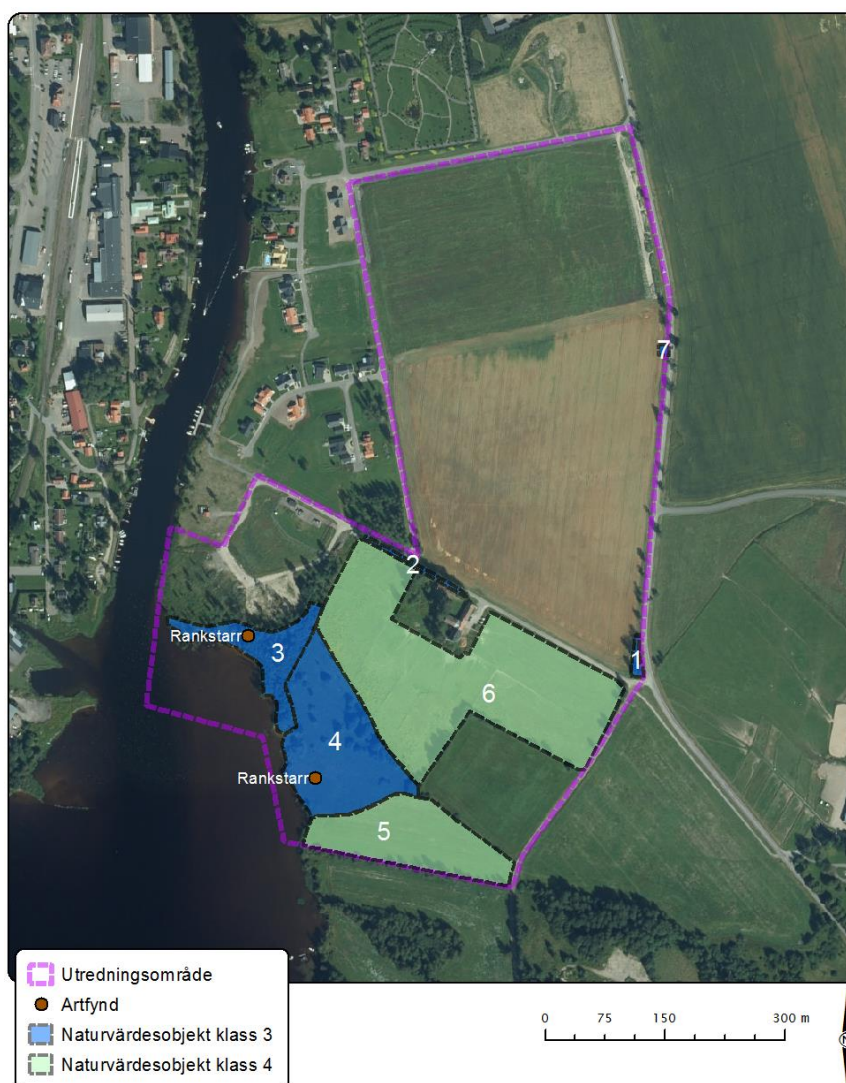 7
2
Rankstarr
3
1
6
4
Rankstarr
5
Utredningsområde
Artfynd
Naturvärdesobjekt klass 3
Naturvärdesobjekt klass 4
0 75 150 300 m
N